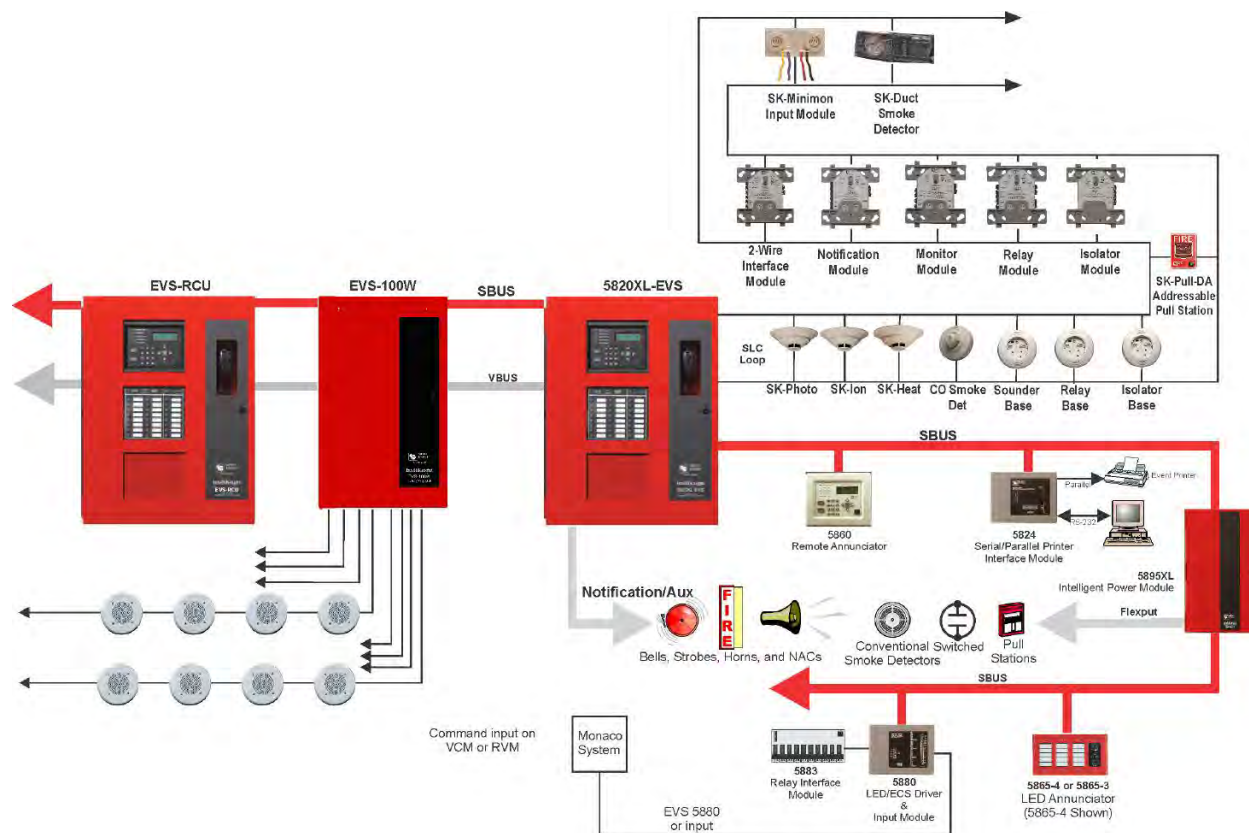 SK-Minimon
Input Module
SK-Duct
Smoke
Detector
2-Wire
Interface
Module
Notification
Module
Monitor
Module
Relay
Module
Isolator
Module
FIRE
SK-Pull-DA
Addressable
Pull Station
EVS-RCU
EVS-100W
SBUS
5820XL-EVS
VBUS
SLC
Loop
SK-Photo
SK-Ion
SK-Heat
CO Smoke
Det
Sounder
Base
Relay
Base
Isolator
Base
EVS-RCU
SBUS
5860
Remote Annunciator
5824
Serial/Parallel Printer
Interface Module
Parallel
Event Printer
RS-232
5895XL
Intelligent Power Module
Flexput
Notification/Aux
FIRE
Bells, Strobes, Horns, and NACs
Conventional
Smoke Detectors
Switched
Pull
Stations
SBUS
Command input on
VCM or RVM
Monaco
System
5883
Relay Interface
Module
5880
LED/ECS Driver
&
Input Module
5865-4 or 5865-3
LED Annunciator
(5865-4 Shown)
EVS 5880
or input